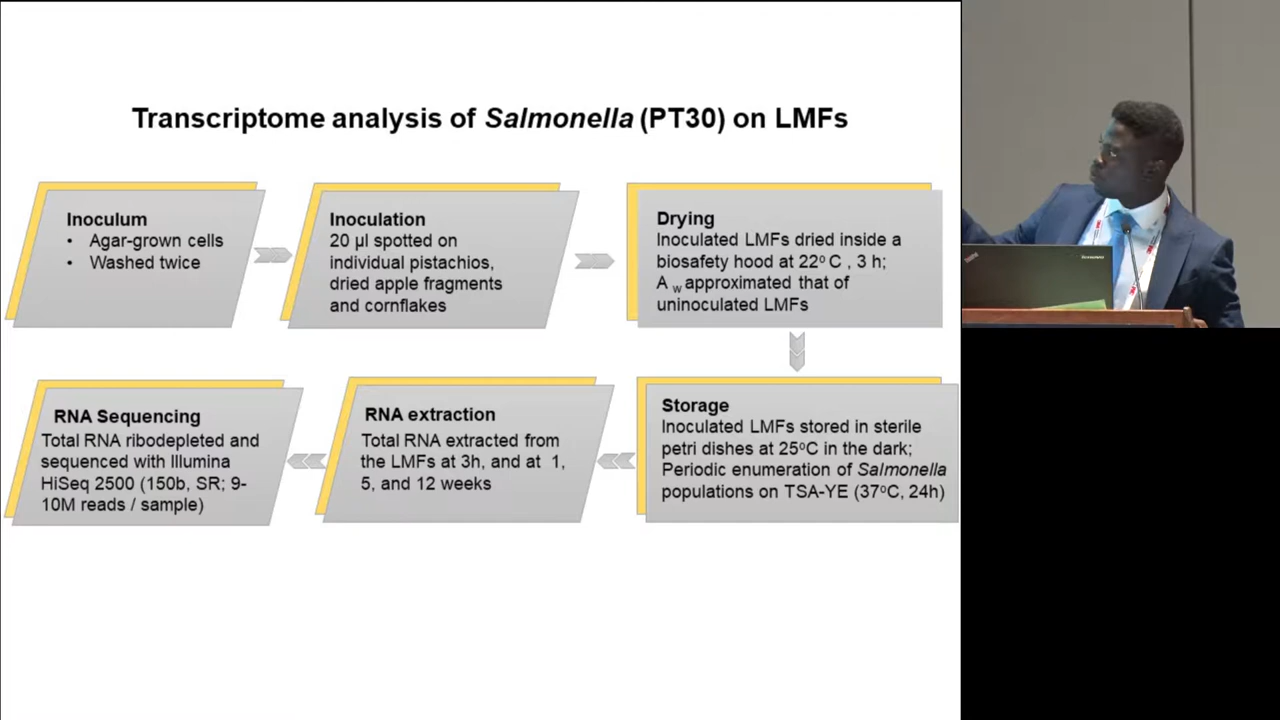 Transcriptome analysis of Salmonella (PT30) on LMFs
Inoculum
• Agar-grown cells
• Washed twice
Inoculation
20 µl spotted on
individual pistachios,
dried apple fragments
and cornflakes
Drying
Inoculated LMFs dried inside a
biosafety hood at 22ºC , 3 h;
A w approximated that of
uninoculated LMFs
Storage
Inoculated LMFs stored in sterile
petri dishes at 25ºC in the dark;
Periodic enumeration of Salmonella
populations on TSA-YE (37ºC, 24h)
RNA extraction
Total RNA extracted from
the LMFs at 3h, and at 1,
5, and 12 weeks
RNA Sequencing
Total RNA ribodepleted and
sequenced with Illumina
HiSeq 2500 (150b, SR; 9-
10M reads / sample)